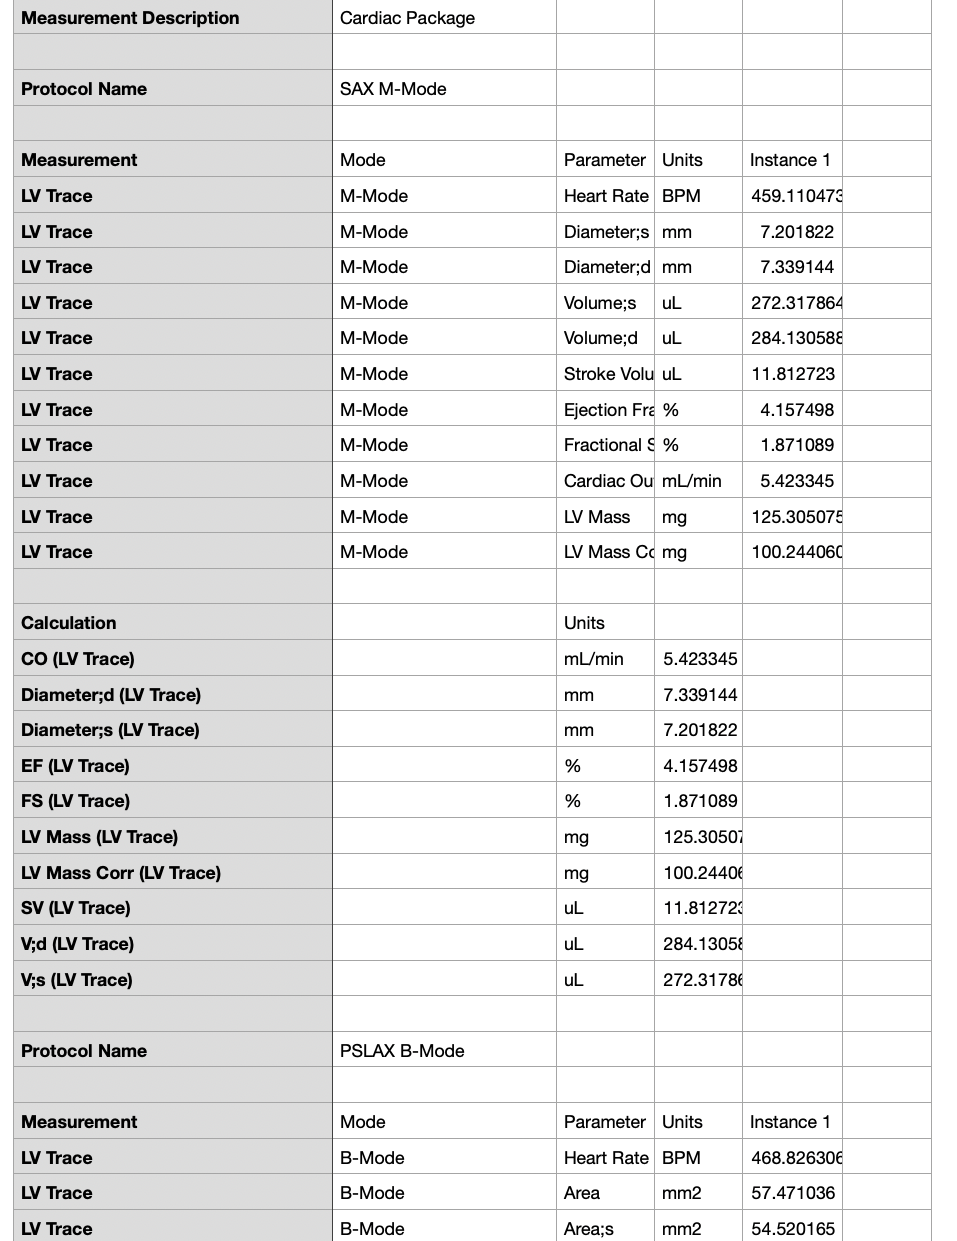 Measurement Description Cardiac Package
Protocol Name SAX M-Mode
Measurement Mode Parameter Units Instance 1
LV Trace M-Mode Heart Rate BPM 459.110473
LV Trace M-Mode Diameter;s mm 7.201822
LV Trace M-Mode Diameter;d mm 7.339144
LV Trace M-Mode Volume;s uL 272.317864
LV Trace M-Mode Volume;d uL 284.130588
LV Trace M-Mode Stroke Volu uL 11.812723
LV Trace M-Mode Ejection Fra % 4.157498
LV Trace M-Mode Fractional S % 1.871089
LV Trace M-Mode Cardiac Ou mL/min 5.423345
LV Trace M-Mode LV Mass mg 125.305075
LV Trace M-Mode LV Mass Co mg 100.244060
Calculation Units
CO (LV Trace) mL/min 5.423345
Diameter;d (LV Trace) mm 7.339144
Diameter;s (LV Trace) mm 7.201822
EF (LV Trace) % 4.157498
FS (LV Trace) % 1.871089
LV Mass (LV Trace) mg 125.30507
LV Mass Corr (LV Trace) mg 100.24406
SV (LV Trace) uL 11.812723
V;d (LV Trace) uL 284.13058
V;s (LV Trace) uL 272.31786
Protocol Name PSLAX B-Mode
Measurement Mode Parameter Units Instance 1
LV Trace B-Mode Heart Rate BPM 468.826306
LV Trace B-Mode Area mm2 57.471036
LV Trace B-Mode Area;s mm2 54.520165